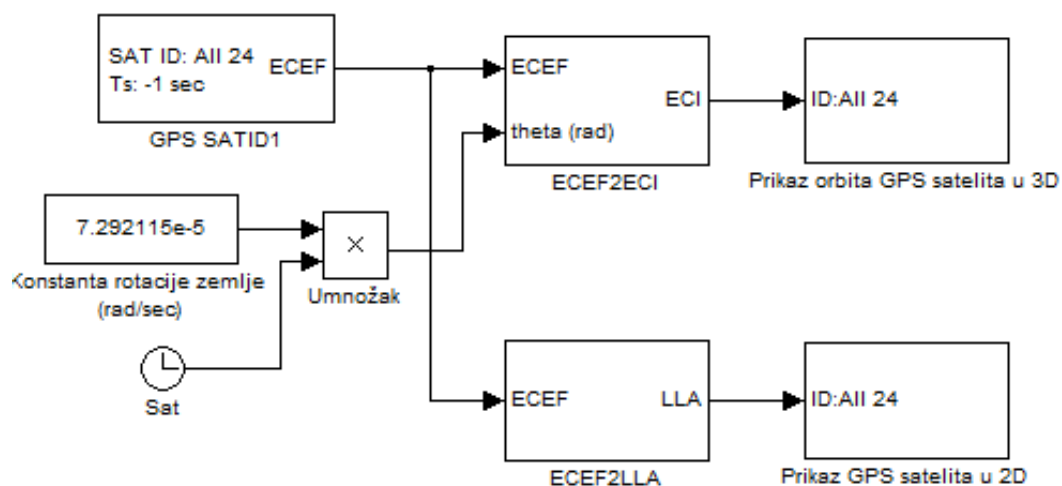 SAT ID: All 24
Ts: -1 sec
ECEF
GPS SATID1
ECEF
theta (rad)
ECI
ECEF2ECI
ID:All 24
Prikaz orbita GPS satelita u 3D
7.292115e-5
Konstanta rotacije zemlje
(rad/sec)
×
Umnožak
Sat
ECEF
LLA
ECEF2LLA
ID:All 24
Prikaz GPS satelita u 2D